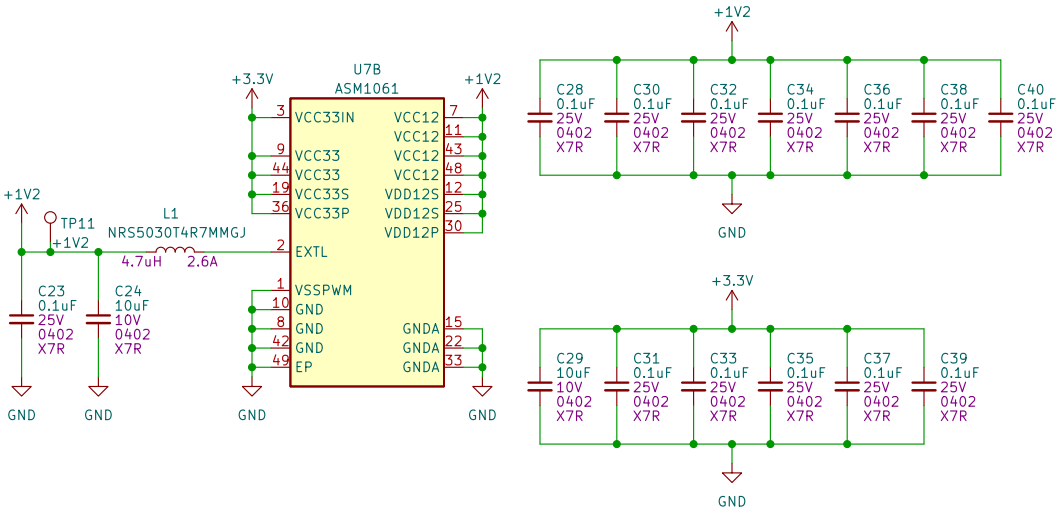 +1V2
C28
0.1uF
25V
0402
X7R
C30
0.1uF
25V
0402
X7R
C32
0.1uF
25V
0402
X7R
C34
0.1uF
25V
0402
X7R
C36
0.1uF
25V
0402
X7R
C38
0.1uF
25V
0402
X7R
C40
0.1uF
25V
0402
X7R
GND
U7B
ASM1061
+3.3V
+1V2
3 VCC33IN
9 VCC33
44 VCC33
19 VCC33S
36 VCC33P
2 EXTL
1 VSSPWM
10 GND
8 GND
42 GND
49 EP
VCC12 7
VCC12 11
VCC12 43
VCC12 48
VDD12S 12
VDD12S 25
VDD12P 30
GNDA 15
GNDA 22
GNDA 33
GND
GND
+1V2
TP11
+1V2
L1
NRS5030T4R7MMGJ
4.7uH 2.6A
C23
0.1uF
25V
0402
X7R
C24
10uF
10V
0402
X7R
GND
GND
+3.3V
C29
10uF
10V
0402
X7R
C31
0.1uF
25V
0402
X7R
C33
0.1uF
25V
0402
X7R
C35
0.1uF
25V
0402
X7R
C37
0.1uF
25V
0402
X7R
C39
0.1uF
25V
0402
X7R
GND